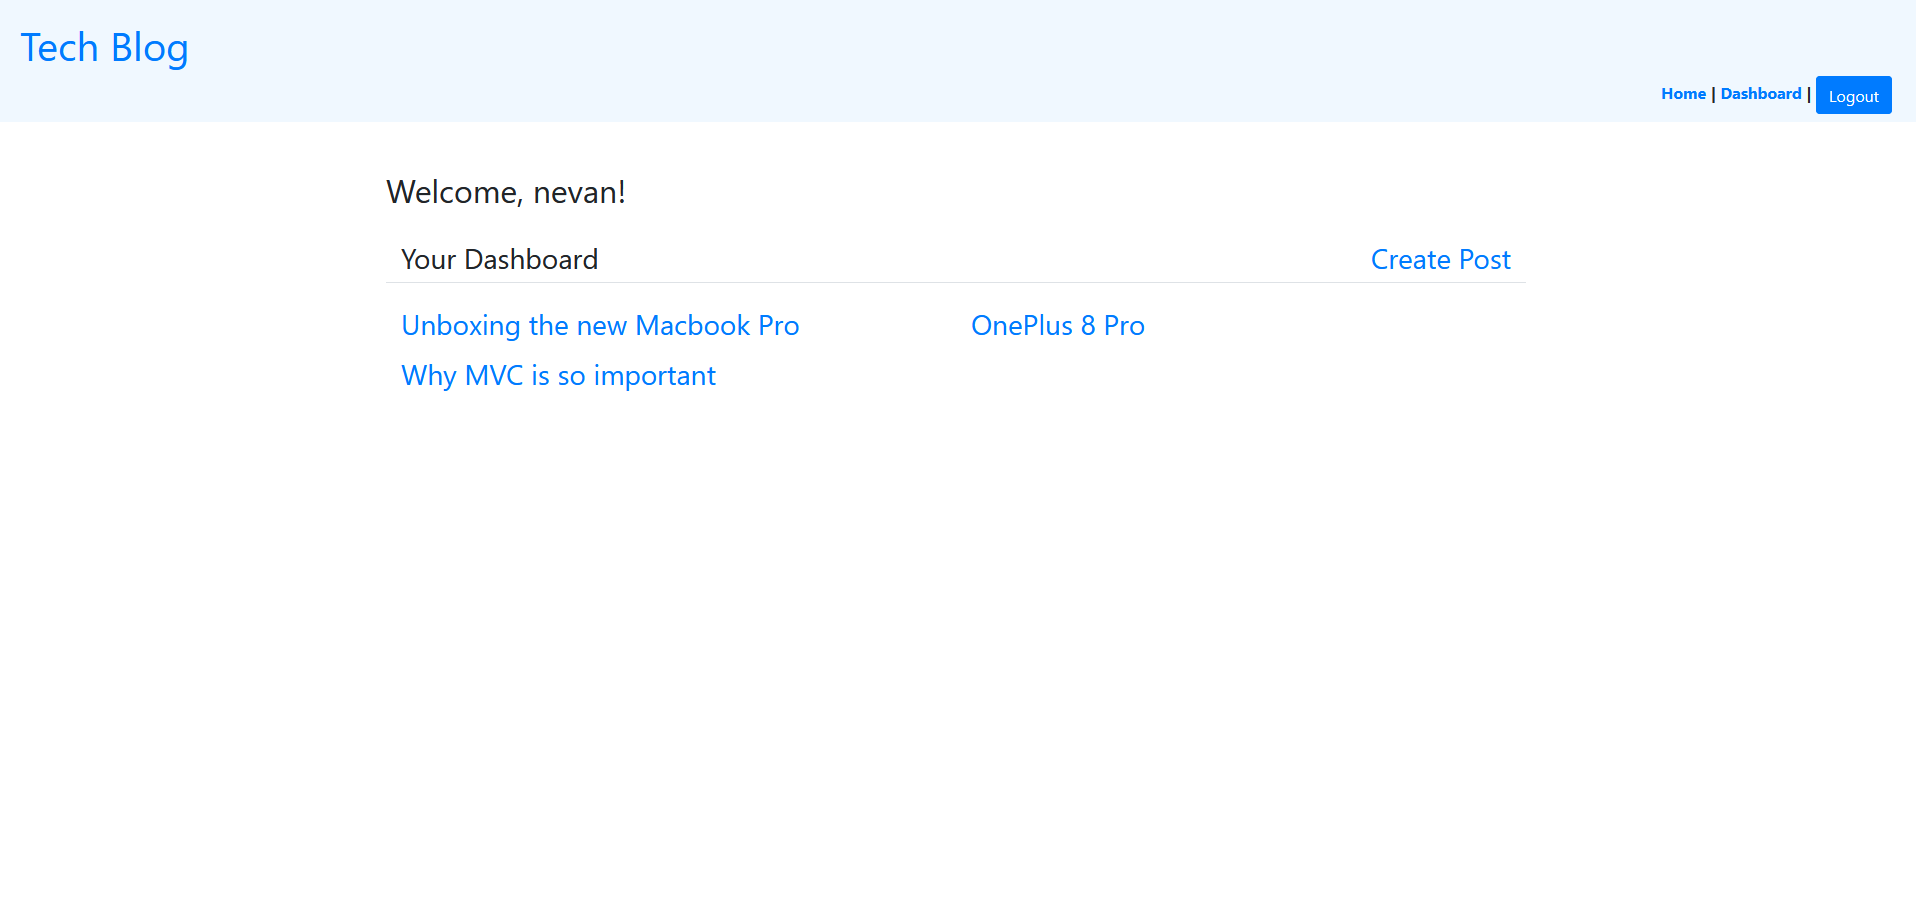 Tech Blog
Home | Dashboard | Logout
Welcome, nevan!
Your Dashboard Create Post
Unboxing the new Macbook Pro OnePlus 8 Pro
Why MVC is so important